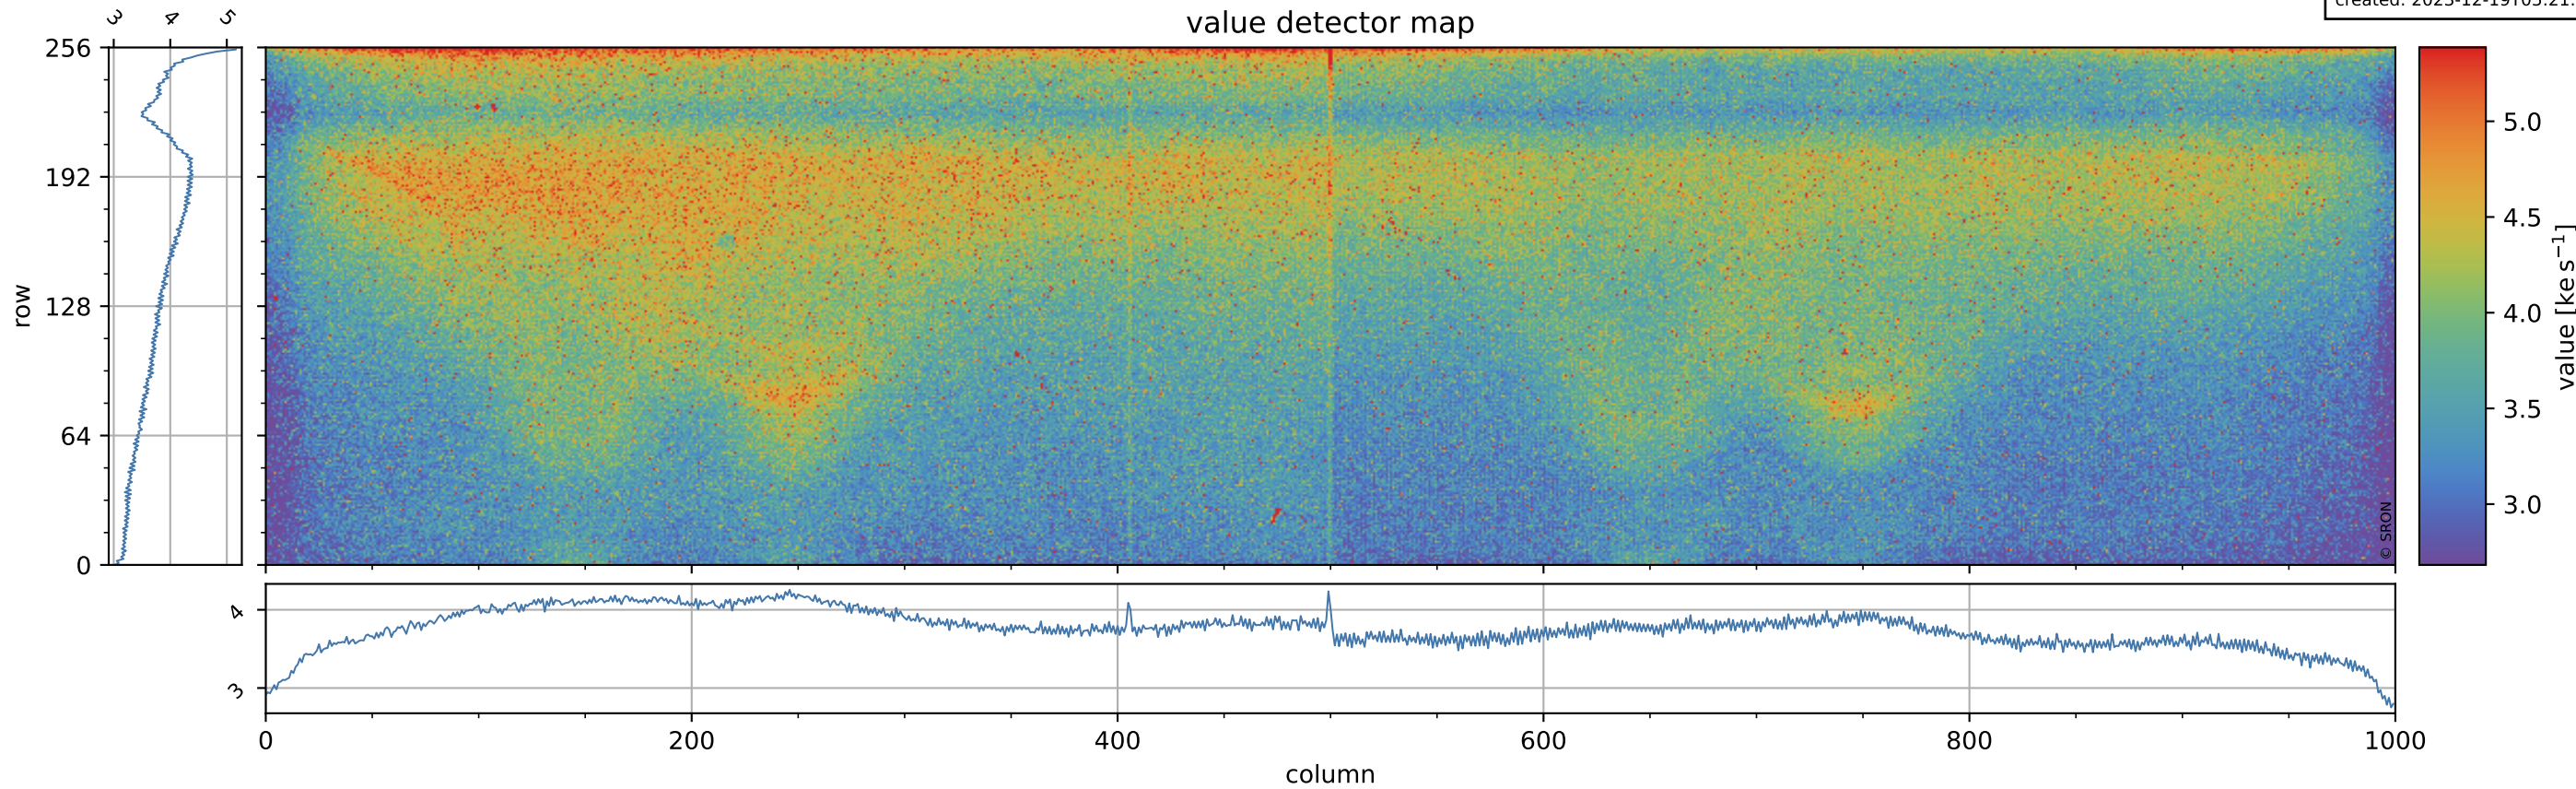 value detector map
3 4 5
256
192
128
64
0
row
5.0
4.5
4.0
3.5
3.0
value [ke s⁻¹]
© SRON
4
3
0 200 400 600 800 1000
column